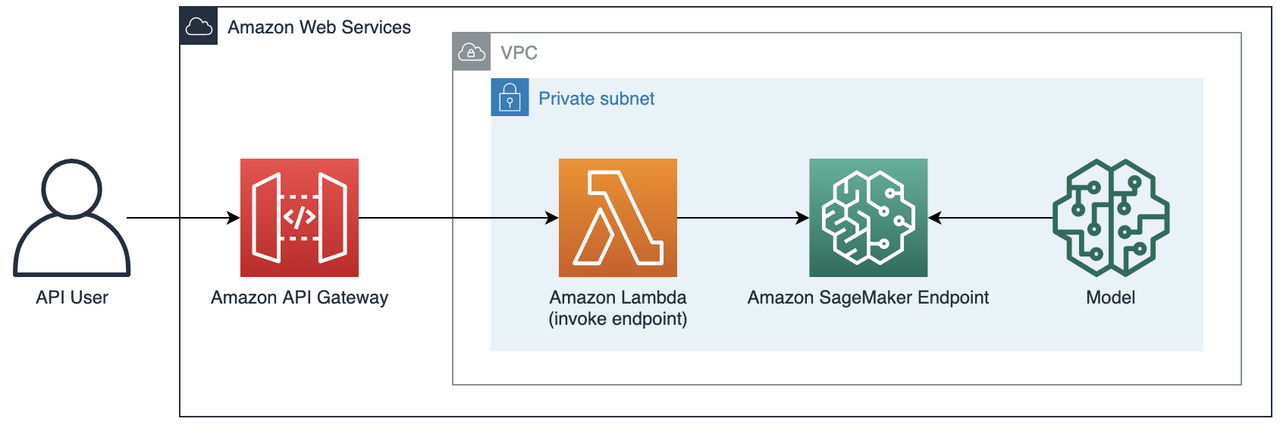 Amazon Web Services
VPC
Private subnet
</>
API User
Amazon API Gateway
Amazon Lambda
(invoke endpoint)
Amazon SageMaker Endpoint
Model